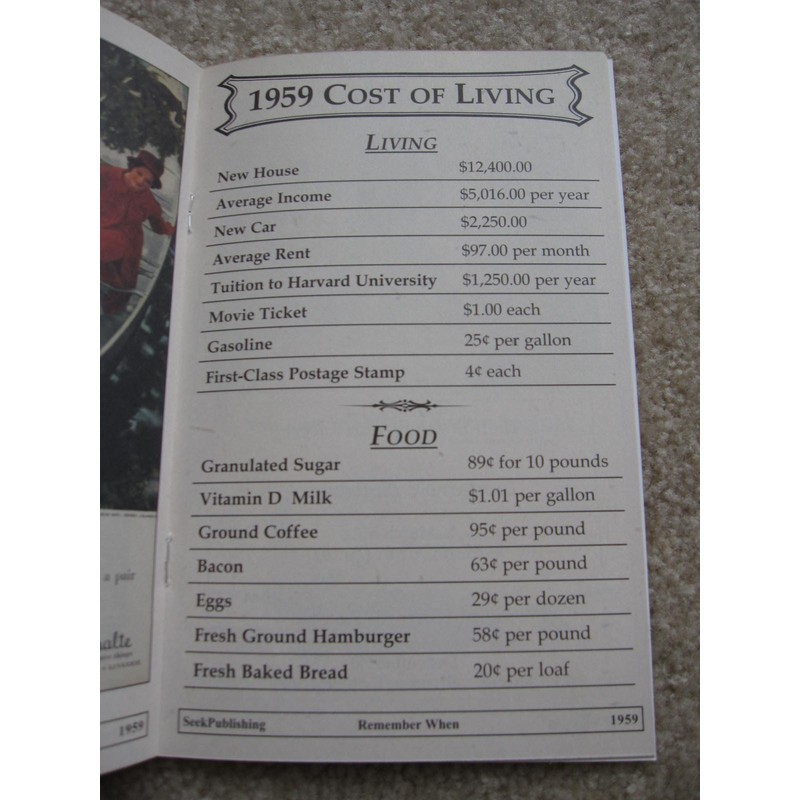 1959 COST OF LIVING
LIVING
New House $12,400.00
Average Income $5,016.00 per year
New Car $2,250.00
Average Rent $97.00 per month
Tuition to Harvard University $1,250.00 per year
Movie Ticket $1.00 each
Gasoline 25¢ per gallon
First-Class Postage Stamp 4¢ each
FOOD
Granulated Sugar 89¢ for 10 pounds
Vitamin D Milk $1.01 per gallon
Ground Coffee 95¢ per pound
Bacon 63¢ per pound
Eggs 29¢ per dozen
Fresh Ground Hamburger 58¢ per pound
Fresh Baked Bread 20¢ per loaf
SeekPublishing Remember When 1959
a pair
1959